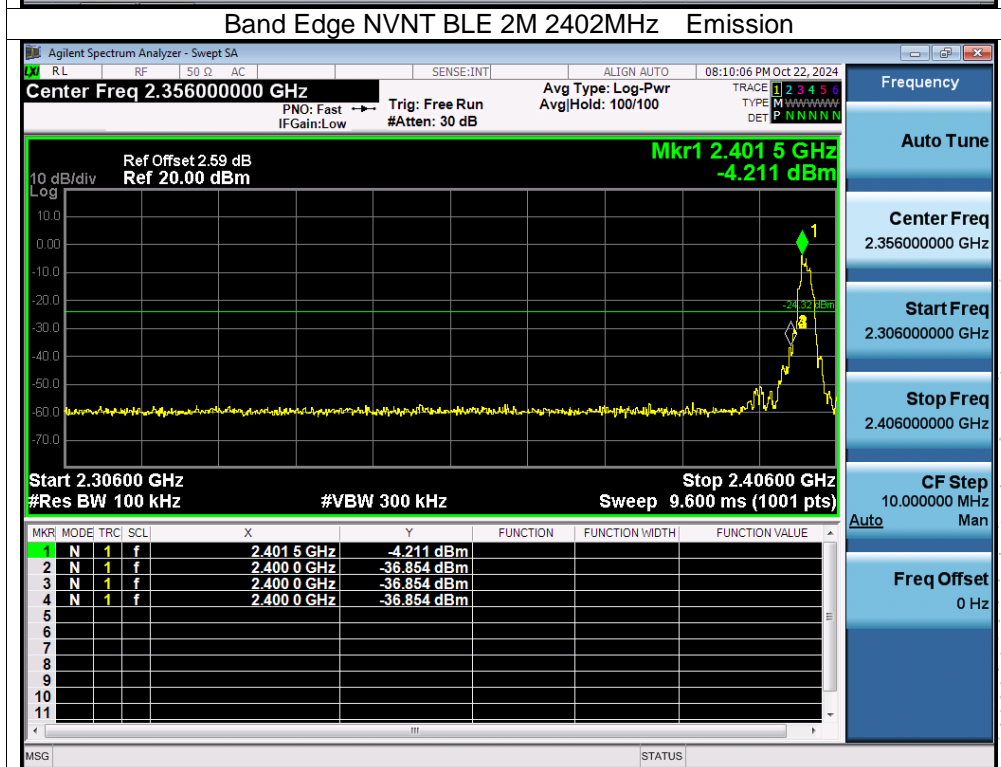 Band Edge NVNT BLE 2M 2402MHz Emission
Agilent Spectrum Analyzer - Swept SA
LXI RL RF 50 Ω AC SENSE:INT ALIGN AUTO 08:10:06 PM Oct 22, 2024
Center Freq 2.356000000 GHz
PNO: Fast
IFGain:Low
Trig: Free Run
#Atten: 30 dB
Avg Type: Log-Pwr
Avg|Hold: 100/100
TRACE 1 2 3 4 5 6
TYPE M WWWWW
DET P N N N N N
Frequency
Auto Tune
Center Freq
2.356000000 GHz
Start Freq
2.306000000 GHz
Stop Freq
2.406000000 GHz
CF Step
10.000000 MHz
Auto Man
Freq Offset
0 Hz
Mkr1 2.401 5 GHz
-4.211 dBm
Ref Offset 2.59 dB
10 dB/div Ref 20.00 dBm
Log
10.0
0.00
-10.0
-20.0
-30.0
-40.0
-50.0
-60.0
-70.0
1
-24.32 dBm
Start 2.30600 GHz Stop 2.40600 GHz
#Res BW 100 kHz #VBW 300 kHz Sweep 9.600 ms (1001 pts)
MKR MODE TRC SCL X Y FUNCTION FUNCTION WIDTH FUNCTION VALUE
1 N 1 f 2.401 5 GHz -4.211 dBm
2 N 1 f 2.400 0 GHz -36.854 dBm
3 N 1 f 2.400 0 GHz -36.854 dBm
4 N 1 f 2.400 0 GHz -36.854 dBm
5
6
7
8
9
10
11
MSG STATUS